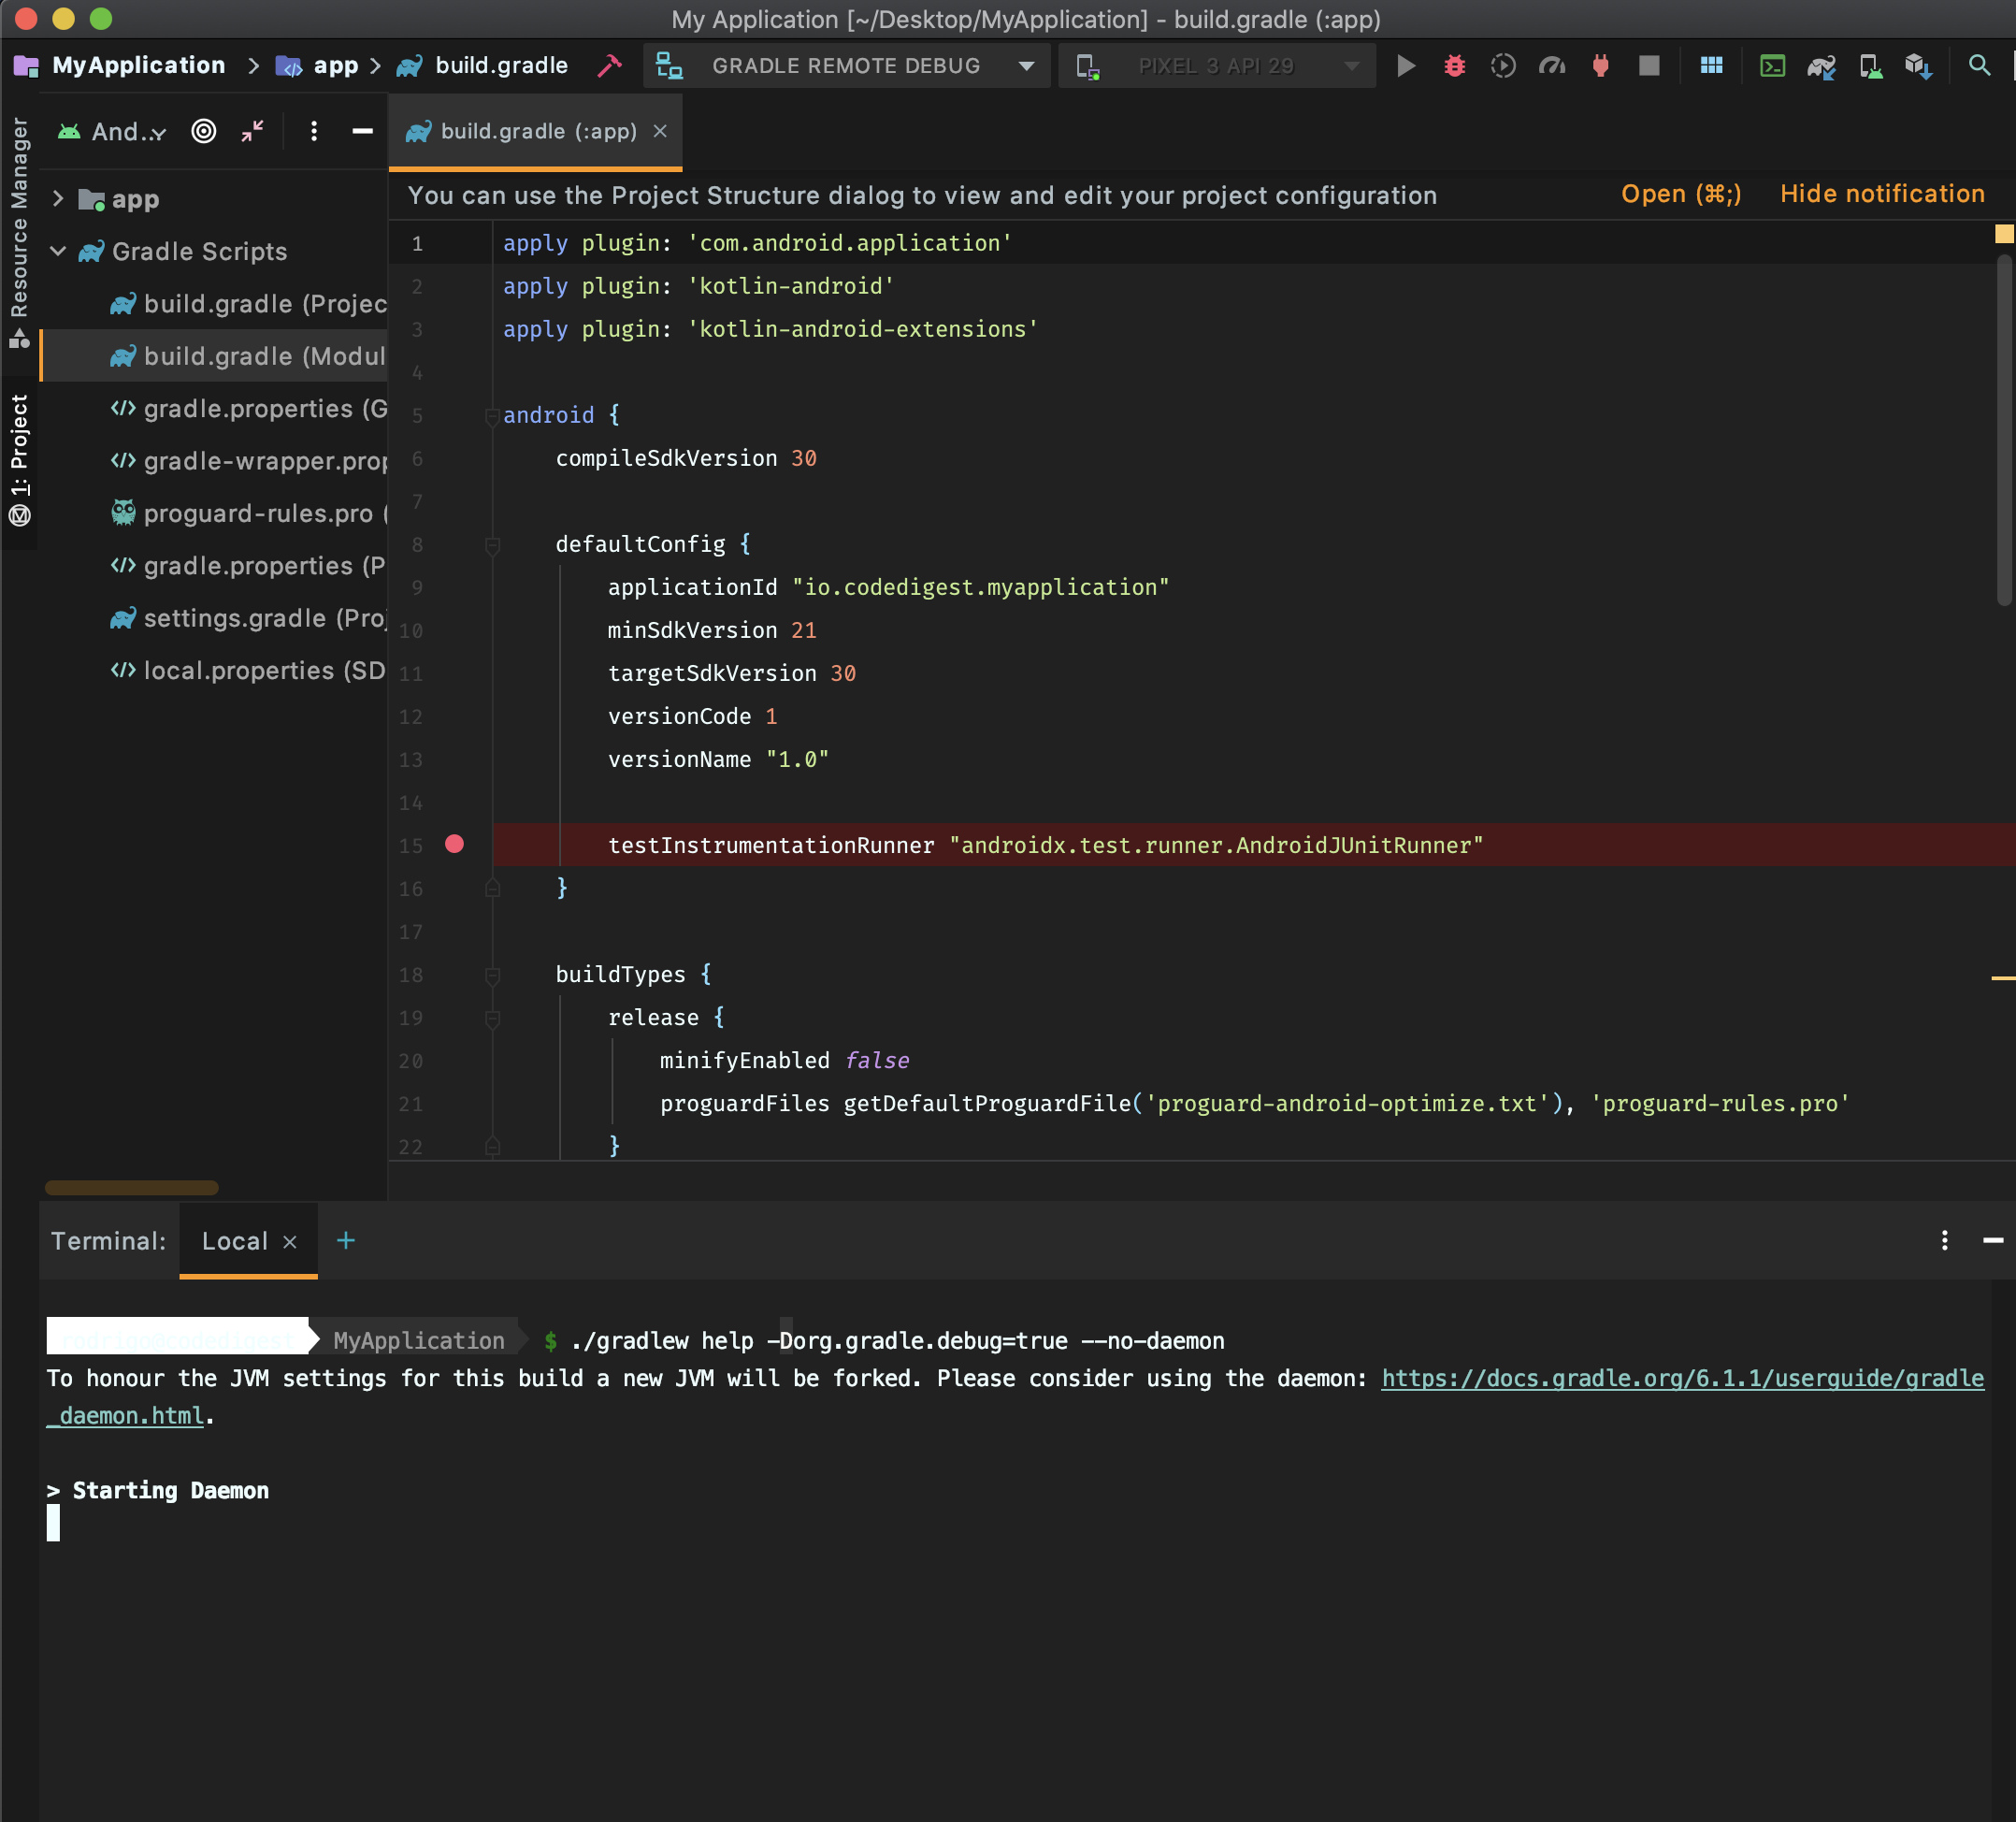 My Application [~/Desktop/MyApplication] - build.gradle (:app)
MyApplication > app > build.gradle GRADLE REMOTE DEBUG PIXEL 3 API 29
Resource Manager
1: Project
And...
app
Gradle Scripts
build.gradle (Projec
build.gradle (Modul
gradle.properties (G
gradle-wrapper.prop
proguard-rules.pro (
gradle.properties (P
settings.gradle (Proj
local.properties (SD
build.gradle (:app) ×
You can use the Project Structure dialog to view and edit your project configuration Open (⌘;) Hide notification
1 apply plugin: 'com.android.application'
2 apply plugin: 'kotlin-android'
3 apply plugin: 'kotlin-android-extensions'
4
5 android {
6 compileSdkVersion 30
7
8 defaultConfig {
9 applicationId "io.codedigest.myapplication"
10 minSdkVersion 21
11 targetSdkVersion 30
12 versionCode 1
13 versionName "1.0"
14
15 testInstrumentationRunner "androidx.test.runner.AndroidJUnitRunner"
16 }
17
18 buildTypes {
19 release {
20 minifyEnabled false
21 proguardFiles getDefaultProguardFile('proguard-android-optimize.txt'), 'proguard-rules.pro'
22 }
Terminal: Local × +
MyApplication $ ./gradlew help -Dorg.gradle.debug=true --no-daemon
To honour the JVM settings for this build a new JVM will be forked. Please consider using the daemon: https://docs.gradle.org/6.1.1/userguide/gradle
_daemon.html.
> Starting Daemon